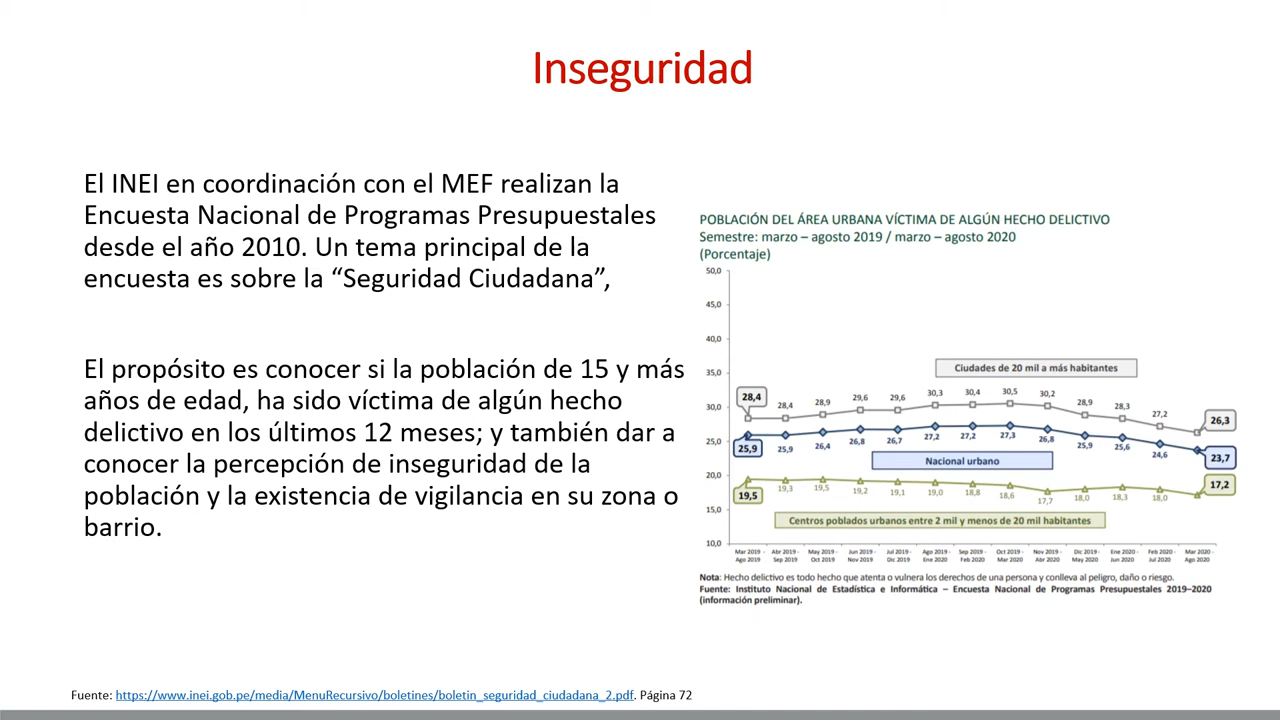 Inseguridad
El INEI en coordinación con el MEF realizan la
Encuesta Nacional de Programas Presupuestales
desde el año 2010. Un tema principal de la
encuesta es sobre la “Seguridad Ciudadana”,
El propósito es conocer si la población de 15 y más
años de edad, ha sido víctima de algún hecho
delictivo en los últimos 12 meses; y también dar a
conocer la percepción de inseguridad de la
población y la existencia de vigilancia en su zona o
barrio.
POBLACIÓN DEL ÁREA URBANA VÍCTIMA DE ALGÚN HECHO DELICTIVO
Semestre: marzo – agosto 2019 / marzo – agosto 2020
(Porcentaje)
50,0
45,0
40,0
35,0
30,0
25,0
20,0
15,0
10,0
Ciudades de 20 mil a más habitantes
28,4 28,4 28,9 29,6 29,6 30,3 30,4 30,5 30,2 28,9 28,3 27,2 26,3
25,9 25,9 26,4 26,8 26,7 27,2 27,2 27,3 26,8 25,9 25,6 24,6 23,7
Nacional urbano
19,5 19,3 19,5 19,2 19,1 19,0 18,8 18,6 17,7 18,0 18,3 18,0 17,2
Centros poblados urbanos entre 2 mil y menos de 20 mil habitantes
Mar 2019 - Abr 2019 - May 2019 - Jun 2019 - Jul 2019 - Ago 2019 - Sep 2019 - Oct 2019 - Nov 2019 - Dic 2019 - Ene 2020 - Feb 2020 - Mar 2020 -
Ago 2019 Sep 2019 Oct 2019 Nov 2019 Dic 2019 Ene 2020 Feb 2020 Mar 2020 Abr 2020 May 2020 Jun 2020 Jul 2020 Ago 2020
Nota: Hecho delictivo es todo hecho que atenta o vulnera los derechos de una persona y conlleva al peligro, daño o riesgo.
Fuente: Instituto Nacional de Estadística e Informática – Encuesta Nacional de Programas Presupuestales 2019–2020
(información preliminar).
Fuente: https://www.inei.gob.pe/media/MenuRecursivo/boletines/boletin_seguridad_ciudadana_2.pdf. Página 72